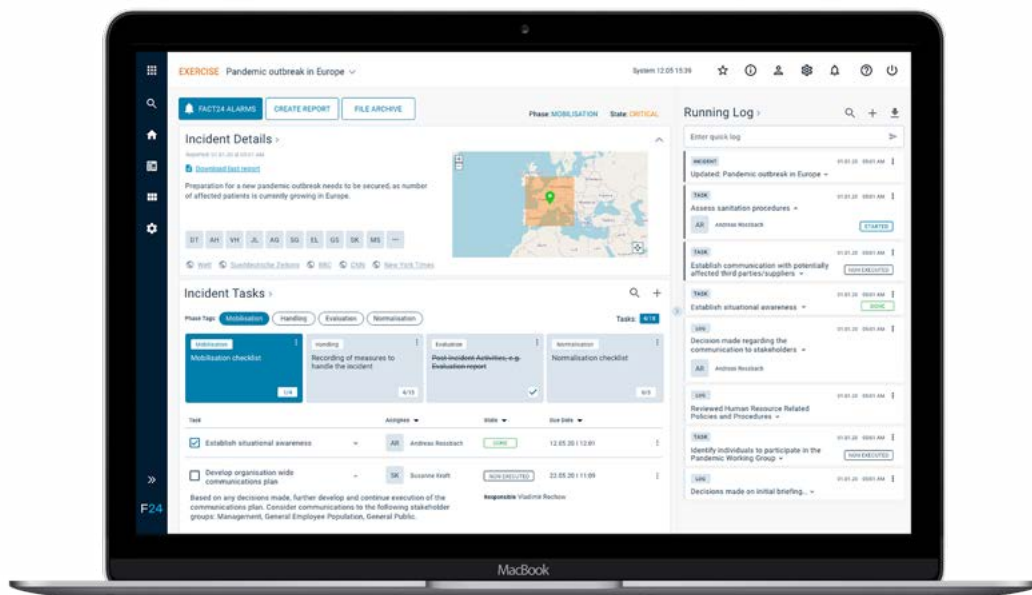 EXERCISE Pandemic outbreak in Europe
System 12.05 15:39
FACT24 ALARMS
CREATE REPORT
FILE ARCHIVE
Phase: MOBILISATION State: CRITICAL
Incident Details
Download fast report
Preparation for a new pandemic outbreak needs to be secured, as number
of affected patients is currently growing in Europe.
DT AH VH JL AG SG EL GS SK MS
Welt Sueddeutsche Zeitung BBC CNN New York Times
Incident Tasks
Phase Tags: Mobilisation Handling Evaluation Normalisation
Tasks: 4/18
Mobilisation
Mobilisation checklist
1/4
Handling
Recording of measures to
handle the incident
Evaluation
Post Incident Activities, e.g.
Evaluation report
Normalisation
Normalisation checklist
Task Assignee State Due Date
Establish situational awareness
AR Andreas Rossbach
DONE
12.05.20 | 12:01
Develop organisation wide
communications plan
SK Susanne Kraft
NON EXECUTED
22.05.20 | 11:09
Based on any decisions made, further develop and continue execution of the
communications plan. Consider communications to the following stakeholder
groups: Management, General Employee Population, General Public.
Responsible Vladimir Rechow
Running Log
Enter quick log
INCIDENT
Updated: Pandemic outbreak in Europe
TASK
Assess sanitation procedures
AR Andreas Rossbach
STARTED
TASK
Establish communication with potentially
affected third parties/suppliers
NON EXECUTED
TASK
Establish situational awareness
DONE
LOG
Decision made regarding the
communication to stakeholders
AR Andreas Rossbach
LOG
Reviewed Human Resource Related
Policies and Procedures
TASK
Identify individuals to participate in the
Pandemic Working Group
NON EXECUTED
LOG
Decisions made on initial briefing...
F24
MacBook